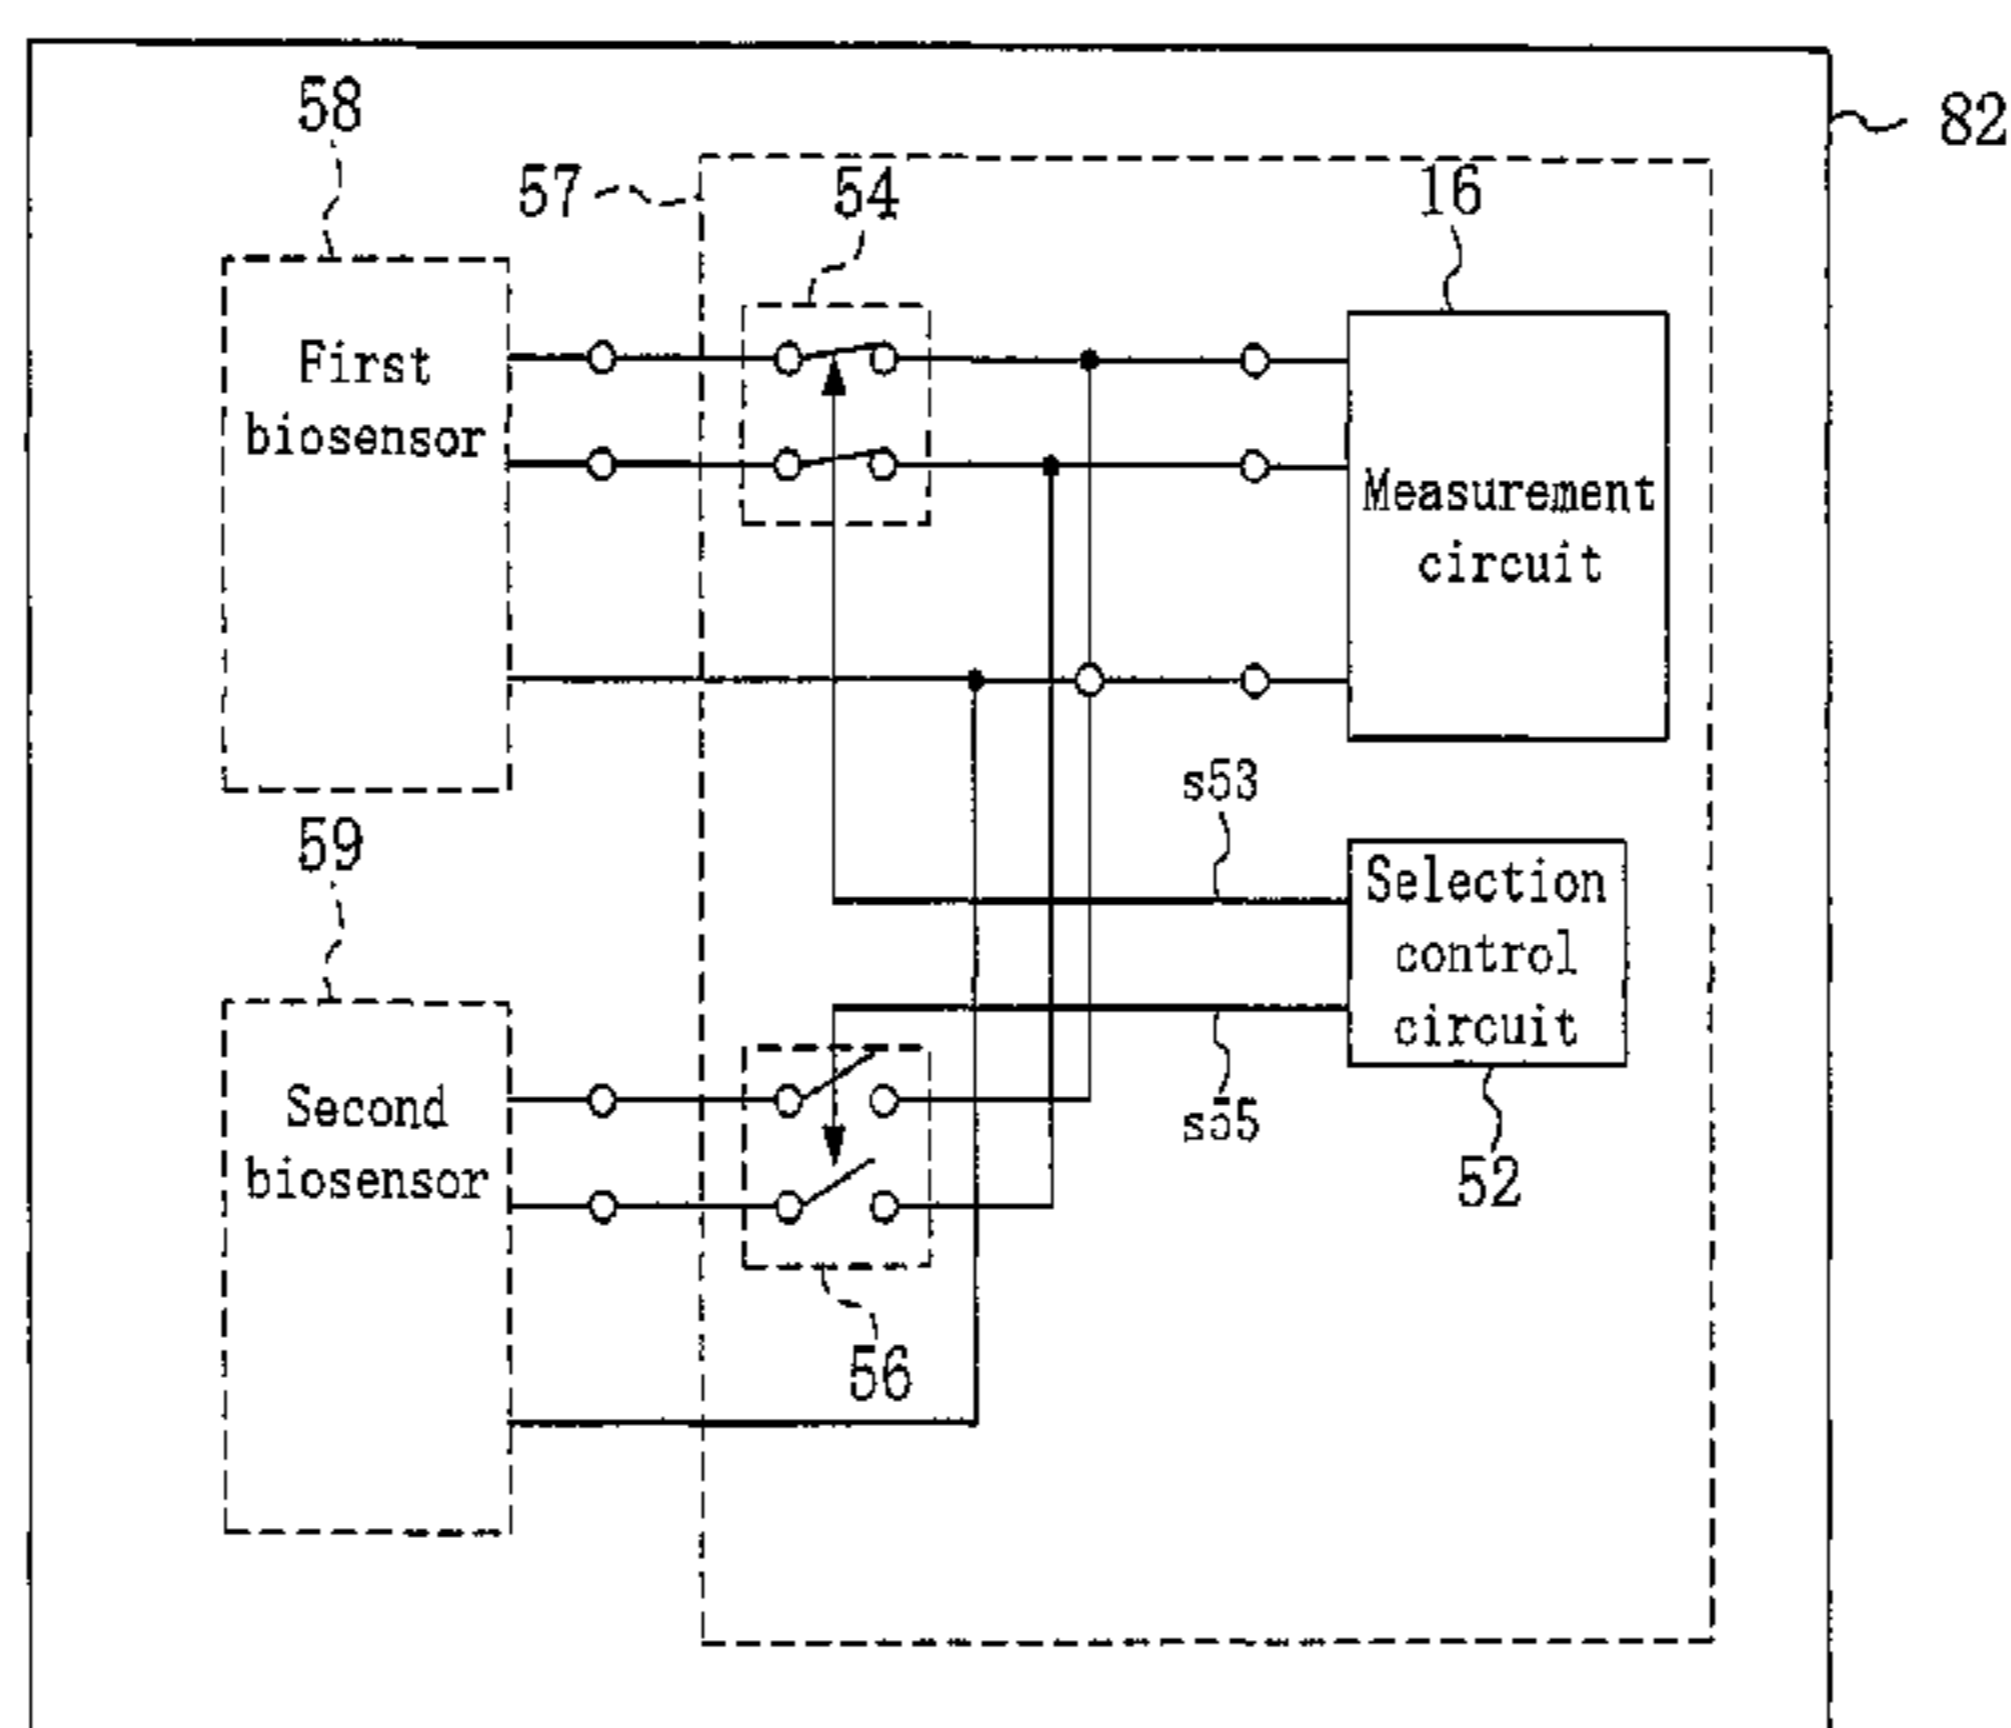 58
82
57
54
16
First
biosensor
Measurement
circuit
s53
59
Selection
control
circuit
Second
biosensor
s55
52
56